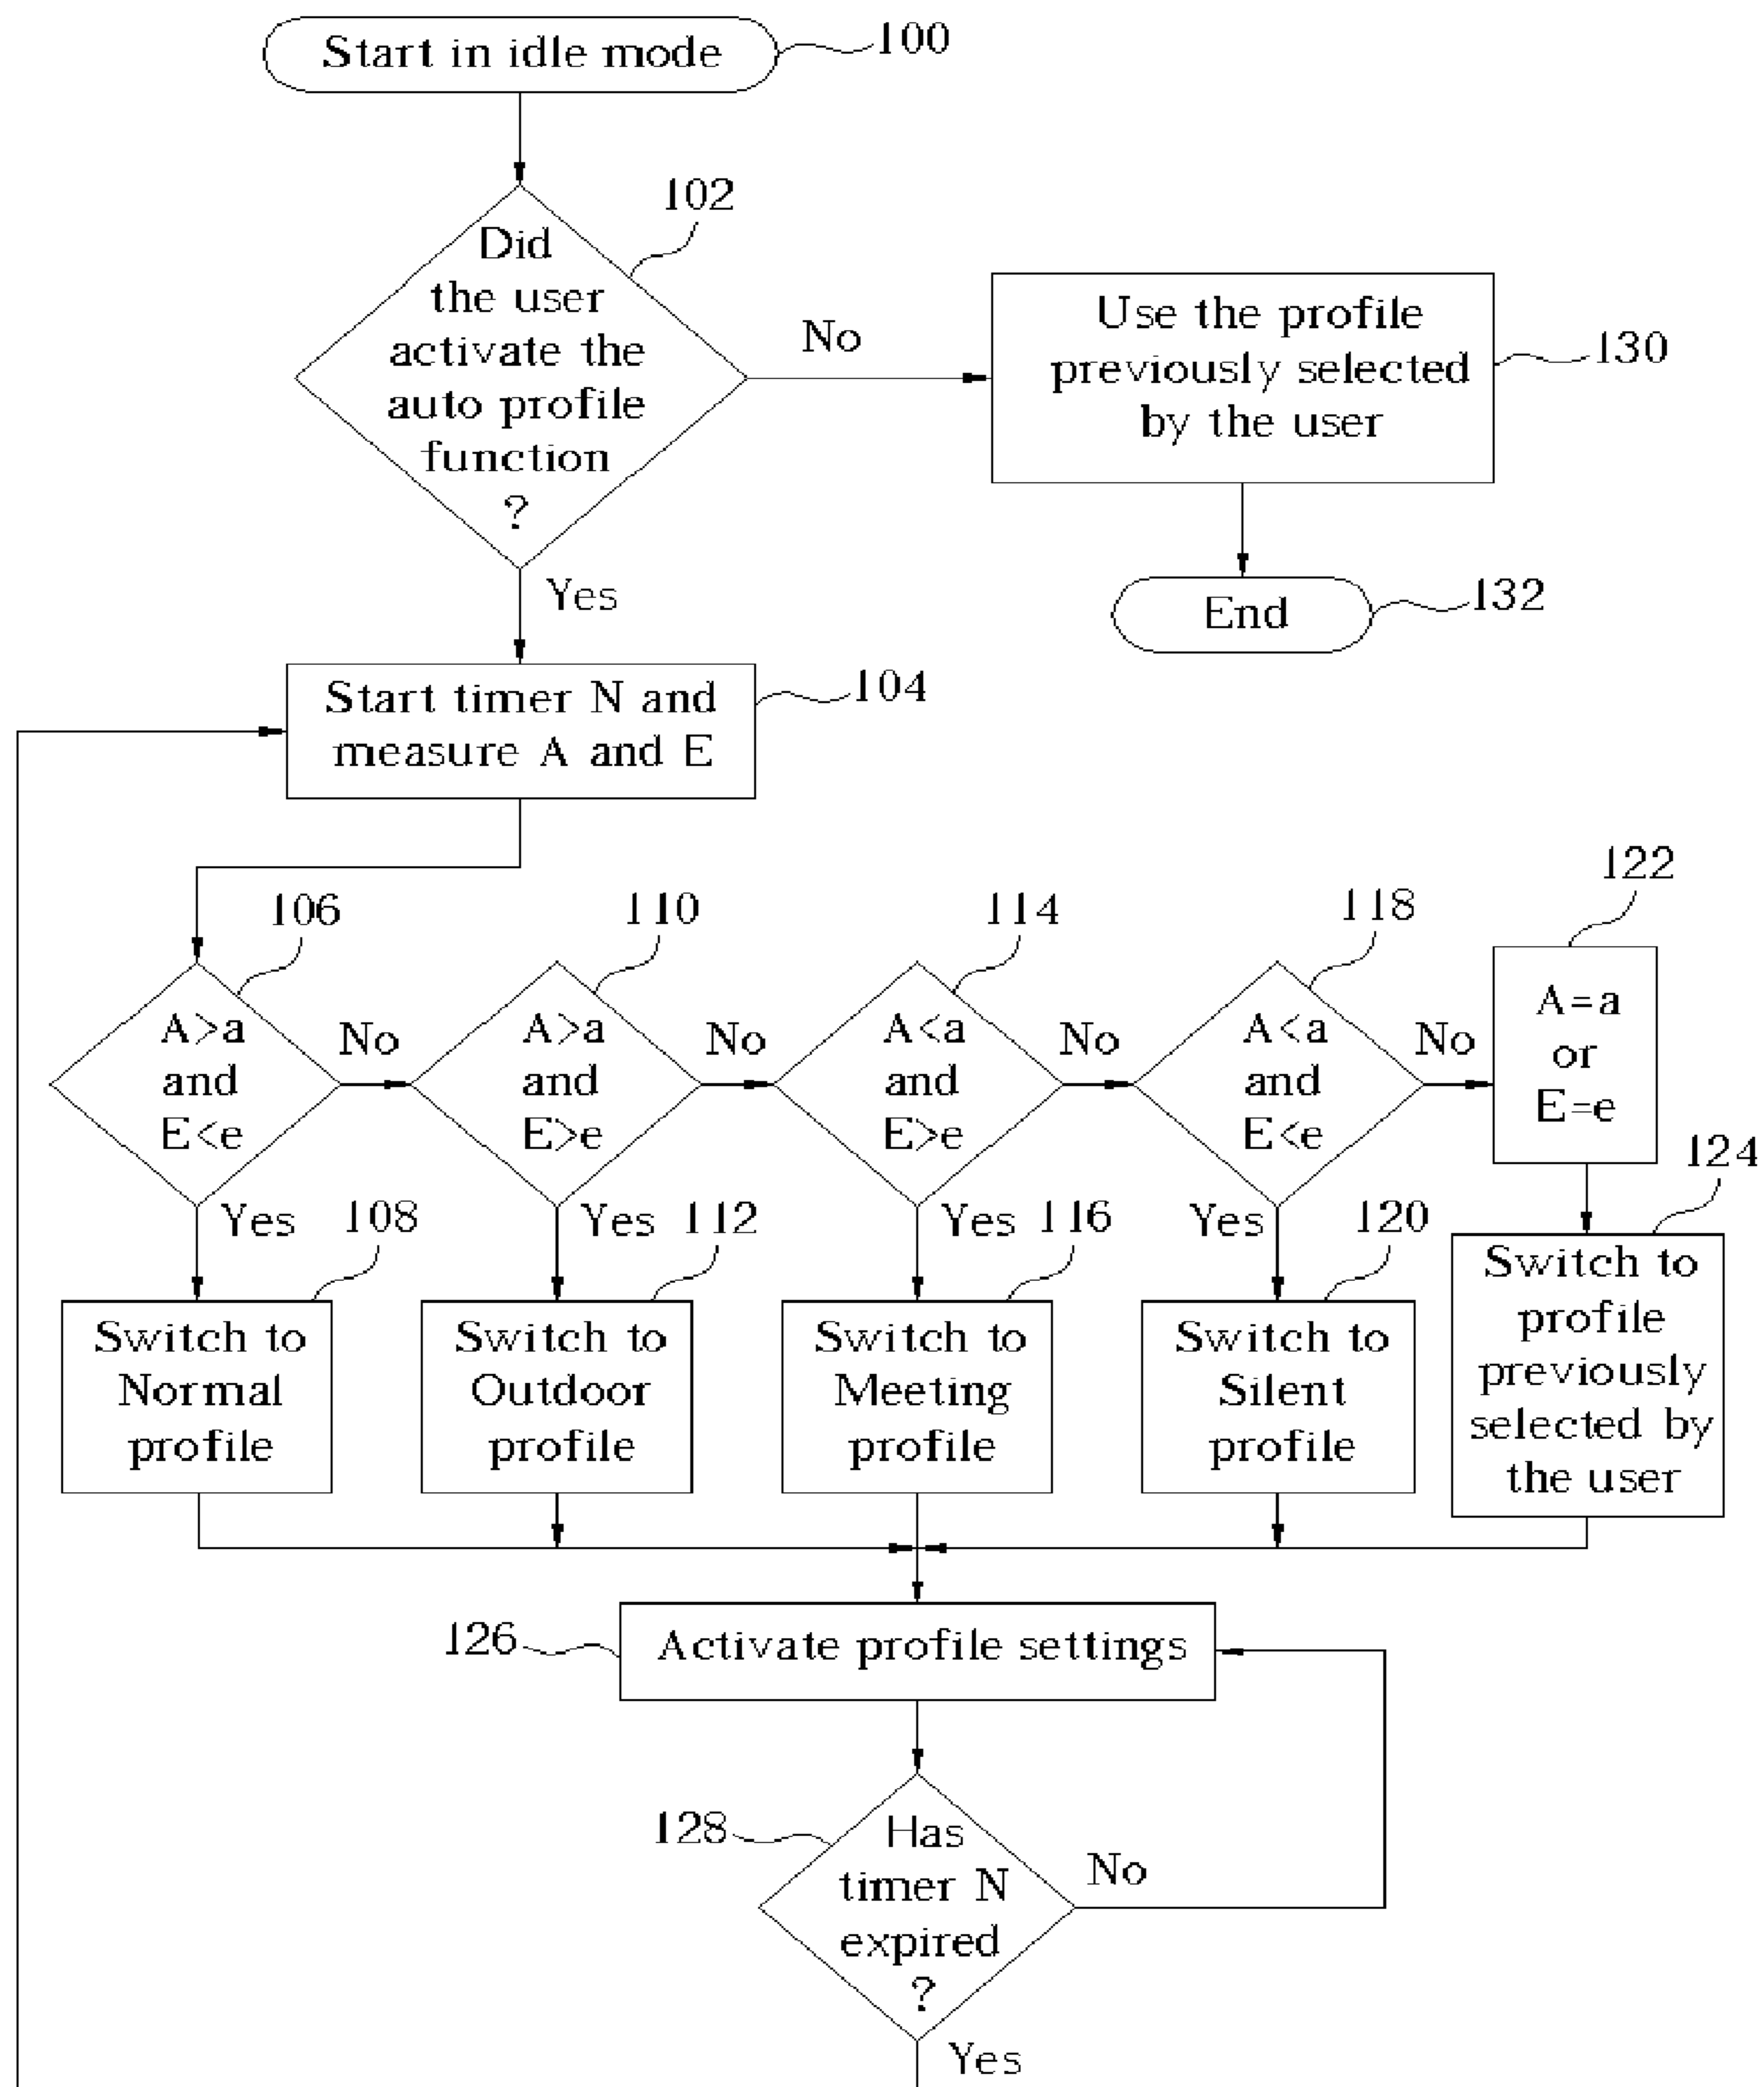 Start in idle mode
100
102
Did
the user
activate the
auto profile
function
?
No
Use the profile
previously selected
by the user
130
Yes
End
132
Start timer N and
measure A and E
104
106
A>a
and
E<e
No
110
A>a
and
E>e
No
114
A<a
and
E>e
No
118
A<a
and
E<e
No
122
A=a
or
E=e
Yes
108
Yes
112
Yes
116
Yes
120
124
Switch to
Normal
profile
Switch to
Outdoor
profile
Switch to
Meeting
profile
Switch to
Silent
profile
Switch to
profile
previously
selected by
the user
126
Activate profile settings
128
Has
timer N
expired
?
No
Yes